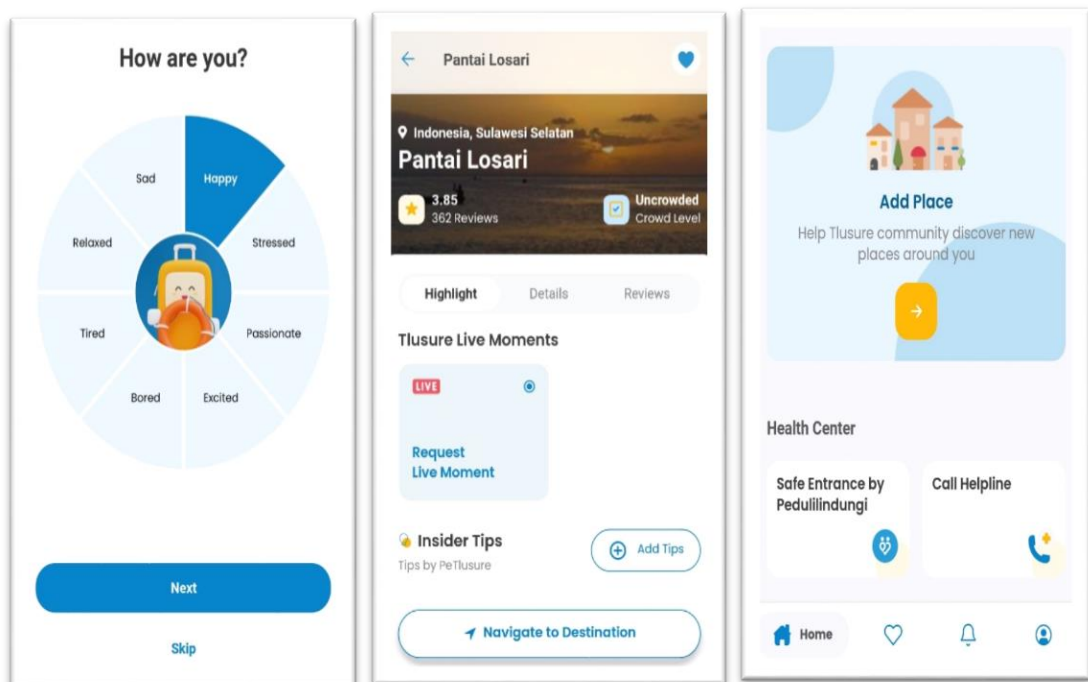 How are you?
Sad
Happy
Relaxed
Stressed
Tired
Passionate
Bored
Excited
Next
Skip
Pantai Losari
Indonesia, Sulawesi Selatan
Pantai Losari
3.85
362 Reviews
Uncrowded
Crowd Level
Highlight
Details
Reviews
Tlusure Live Moments
LIVE
Request
Live Moment
Insider Tips
Tips by PeTlusure
Add Tips
Navigate to Destination
Add Place
Help Tlusure community discover new
places around you
Health Center
Safe Entrance by
Pedulilindungi
Call Helpline
Home